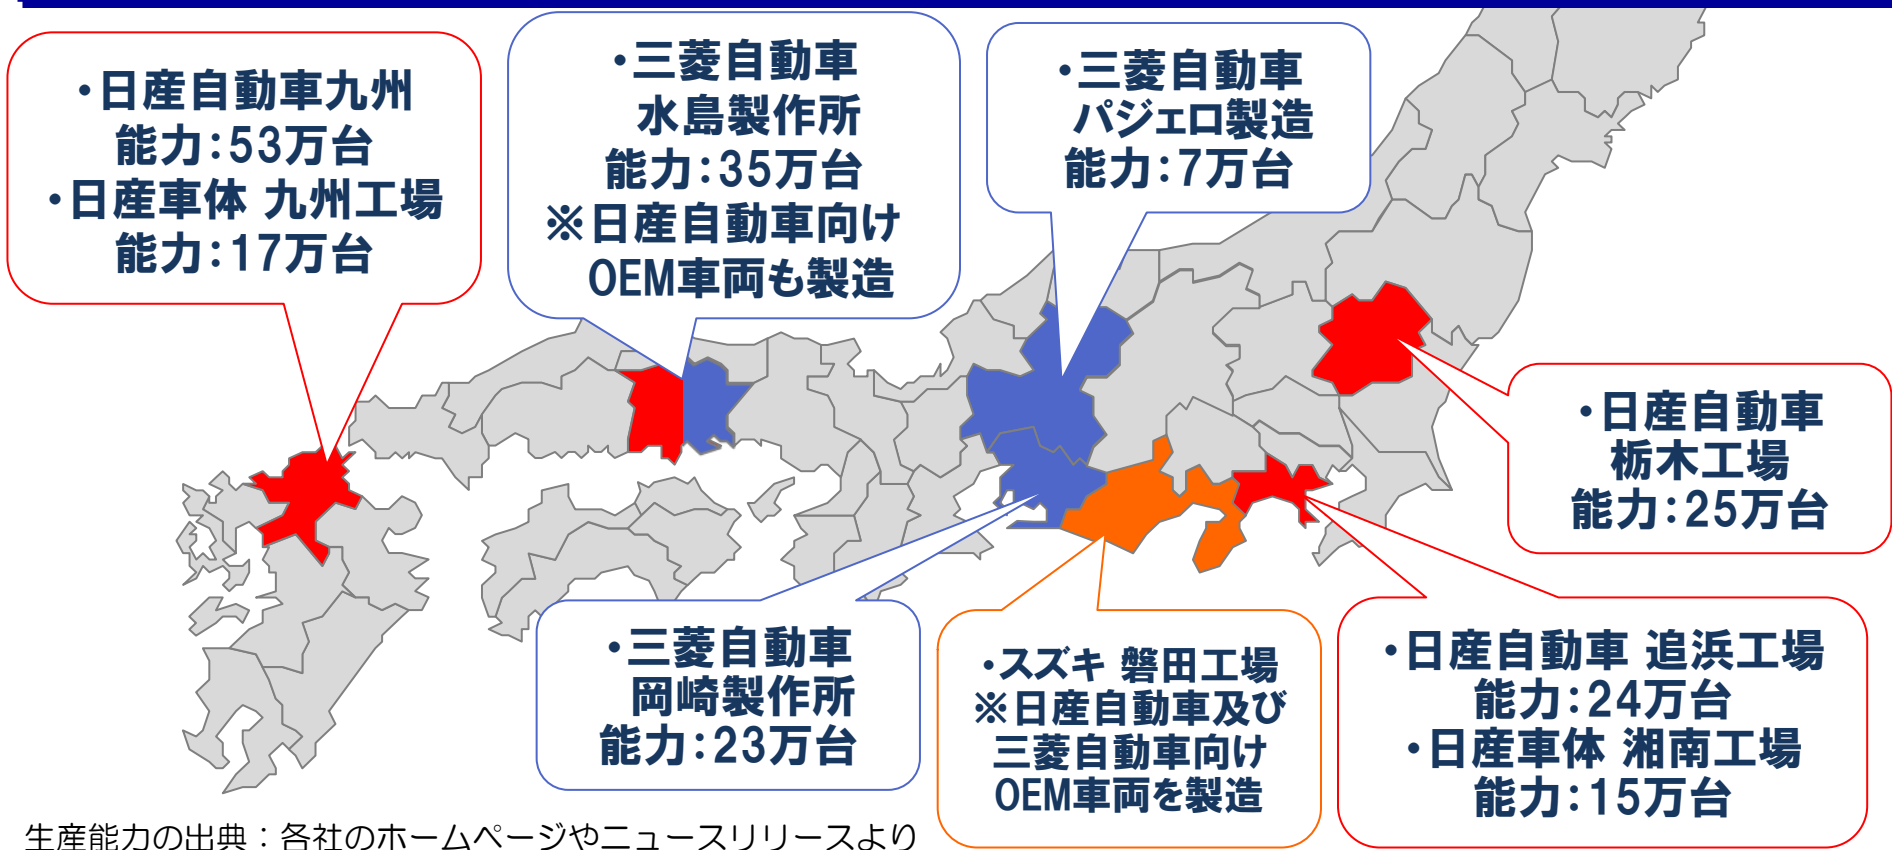 ・日産自動車九州
能力：53万台
・日産車体 九州工場
能力：17万台
・三菱自動車
水島製作所
能力：35万台
※日産自動車向け
OEM車両も製造
・三菱自動車
パジェロ製造
能力：7万台
・日産自動車
栃木工場
能力：25万台
・三菱自動車
岡崎製作所
能力：23万台
・スズキ 磐田工場
※日産自動車及び
三菱自動車向け
OEM車両を製造
・日産自動車 追浜工場
能力：24万台
・日産車体 湘南工場
能力：15万台
生産能力の出典：各社のホームページやニュースリリースより